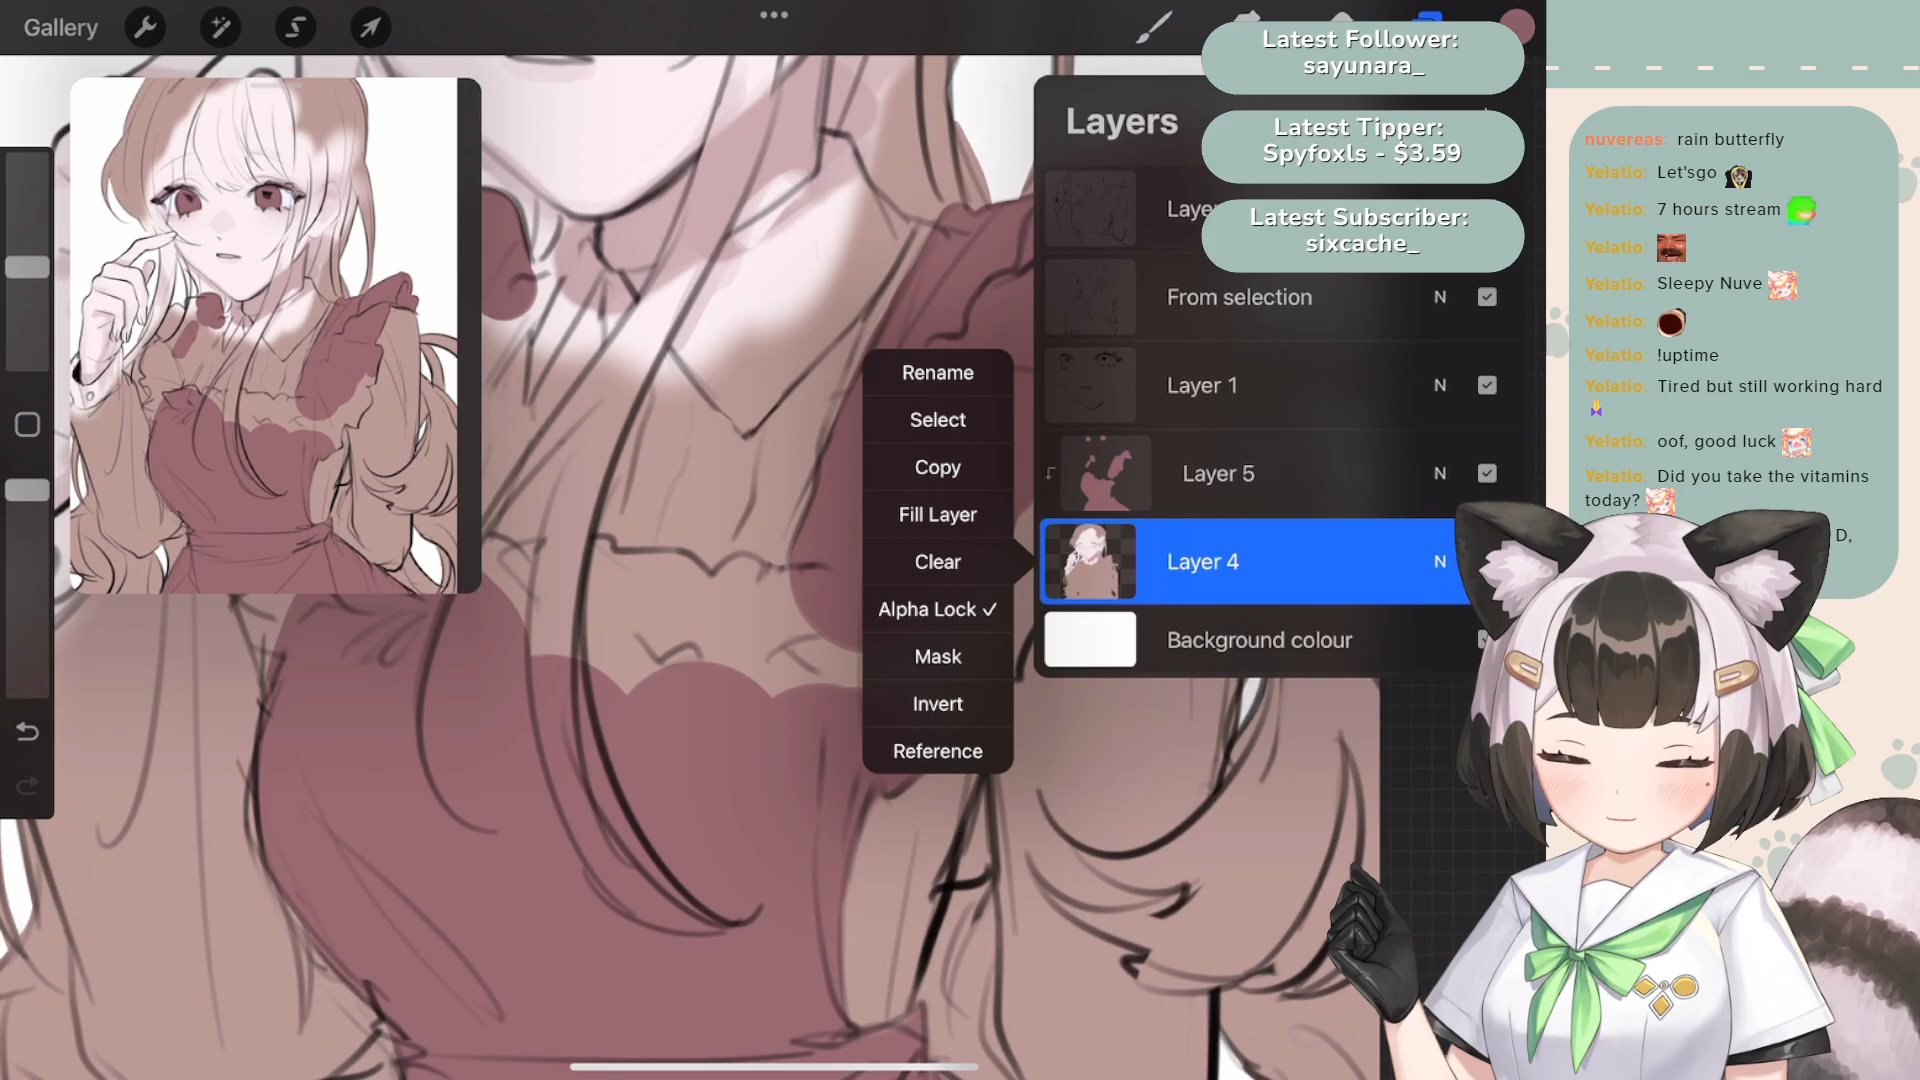 Gallery
Latest Follower:
sayunara_
Latest Tipper:
Spyfoxls - $3.59
Latest Subscriber:
sixcache_
Layers
Laye
From selection N
Layer 1 N
Layer 5 N
Layer 4 N
Background colour
Rename
Select
Copy
Fill Layer
Clear
Alpha Lock ✓
Mask
Invert
Reference
nuvereas: rain butterfly
Yelatio: Let'sgo
Yelatio: 7 hours stream
Yelatio:
Yelatio: Sleepy Nuve
Yelatio:
Yelatio: !uptime
Yelatio: Tired but still working hard
Yelatio: oof, good luck
Yelatio: Did you take the vitamins
today?
D,